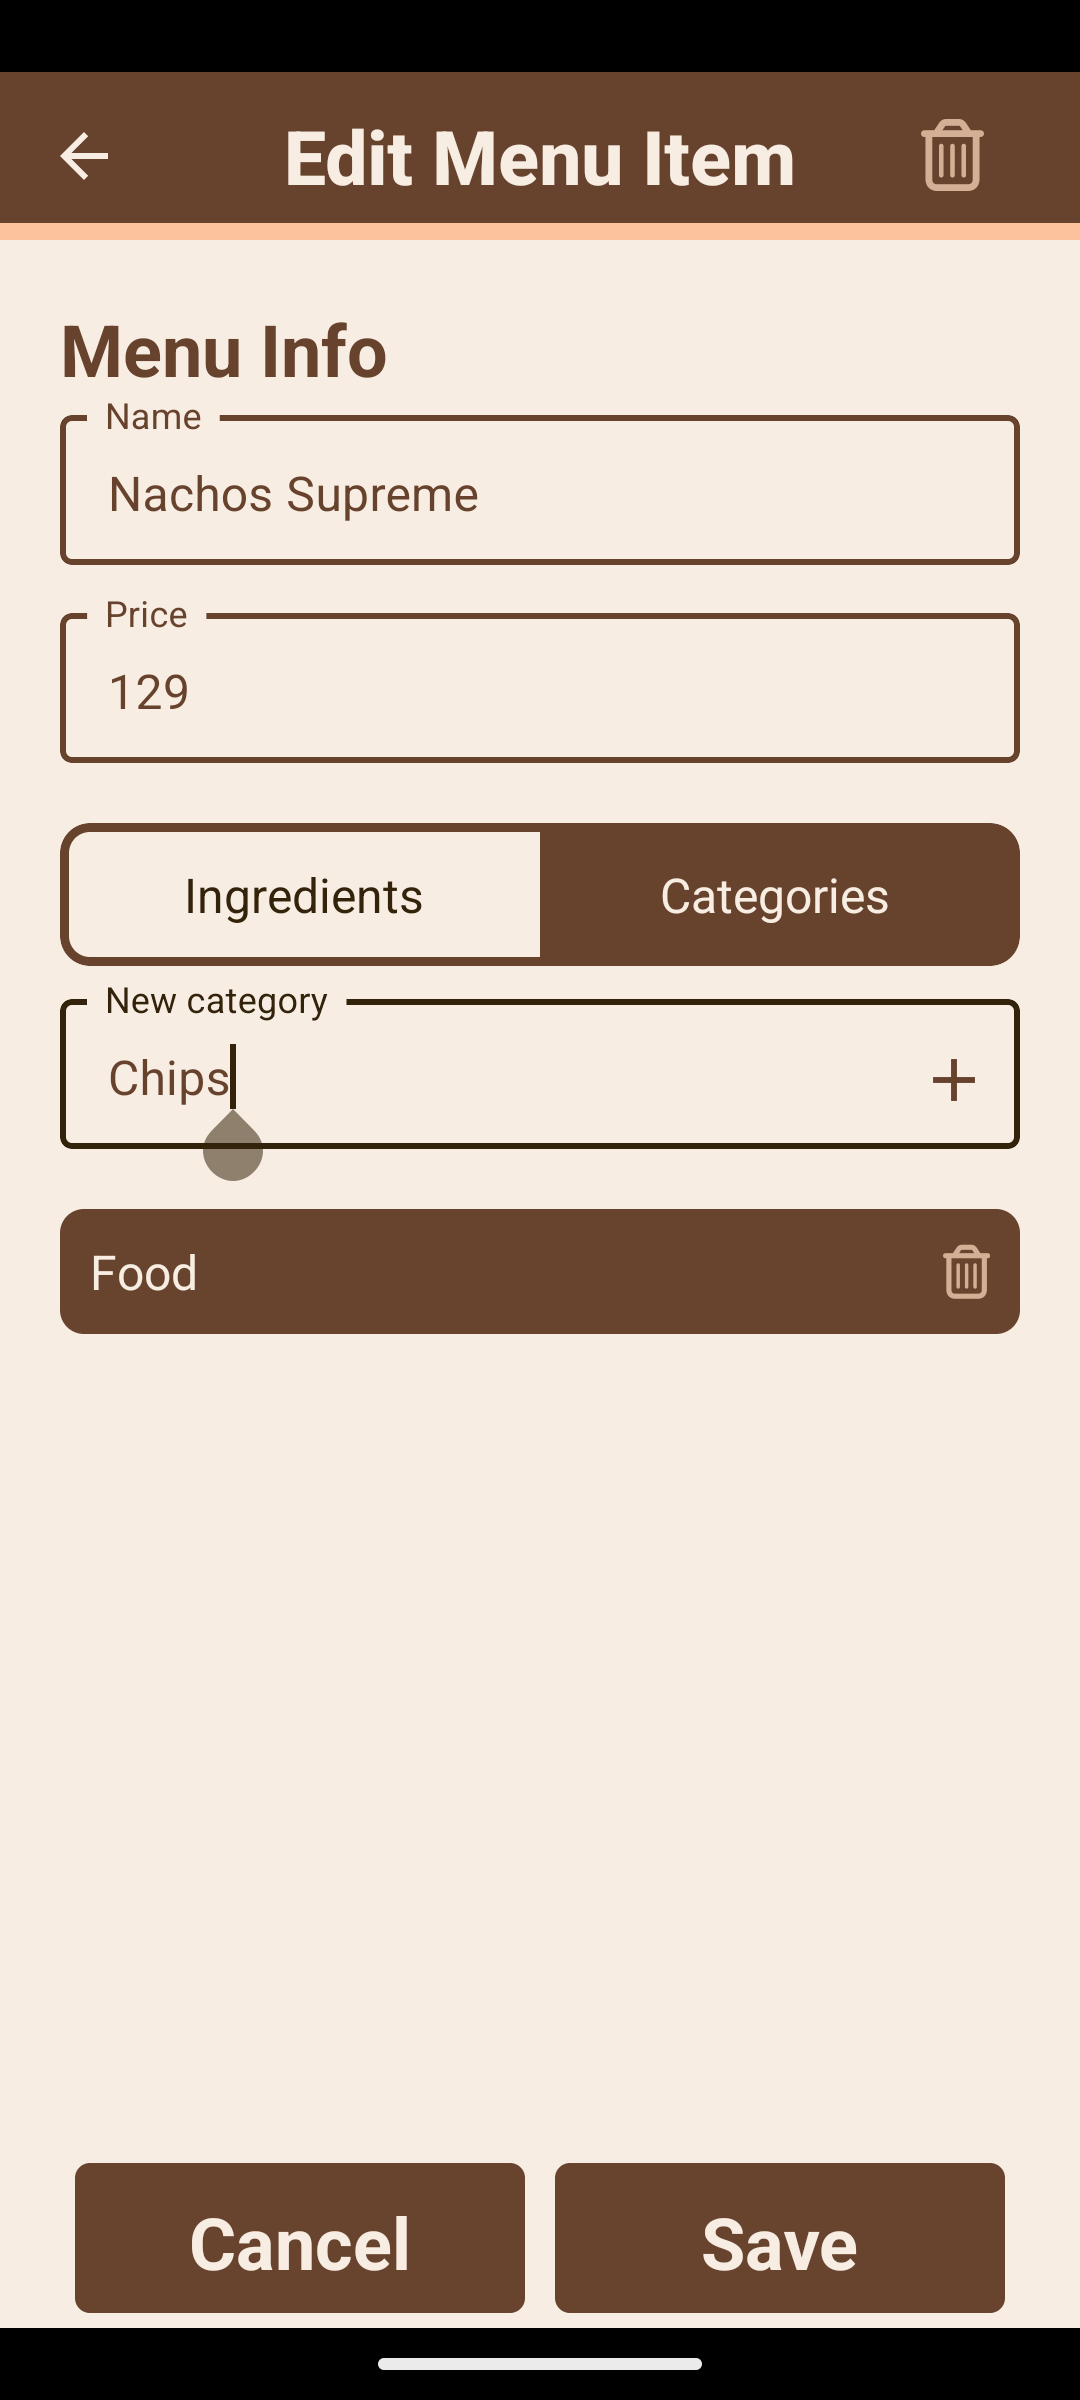 Edit Menu Item
Menu Info
Name
Nachos Supreme
Price
129
Ingredients Categories
New category
Chips
Food
Cancel Save